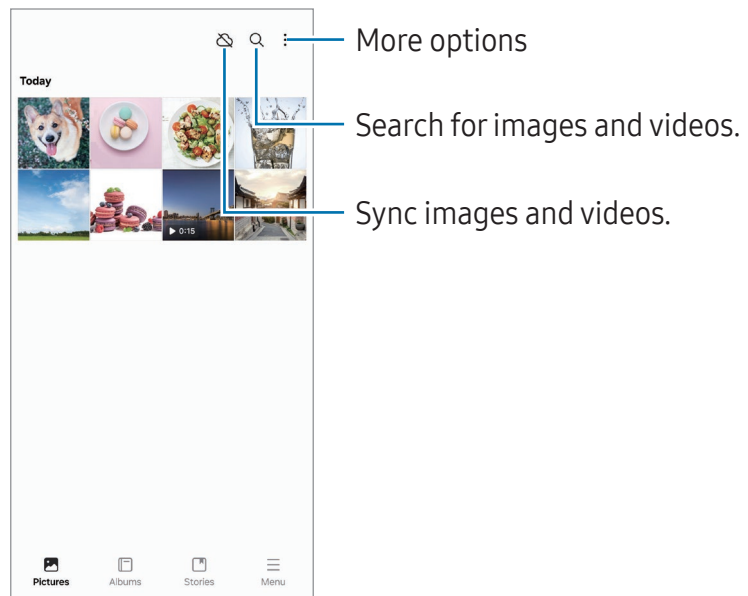 More options
Today
Search for images and videos.
Sync images and videos.
0:15
Pictures Albums Stories Menu